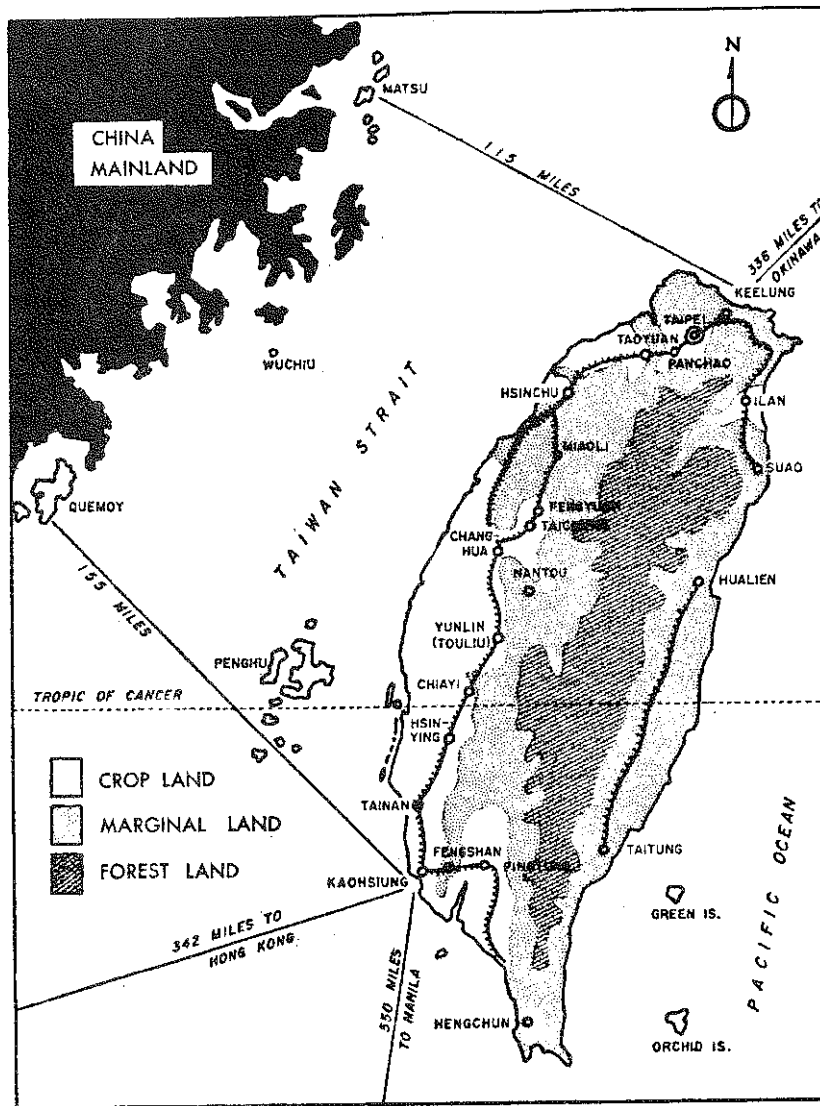 N
MATSU
CHINA
MAINLAND
115 MILES
336 MILES TO
OKINAWA
KEELUNG
TAIPEI
TAOYUAN
PANCHAO
WUCHIU
HSINCHU
ILAN
TAIWAN STRAIT
MIAOLI
SUAO
QUEMOY
FENGYUAN
TAICHUNG
CHANG
HUA
155 MILES
NANTOU
HUALIEN
YUNLIN
(TOULIU)
PENGHU
CHIAYI
TROPIC OF CANCER
HSIN-
YING
CROP LAND
TAINAN
MARGINAL LAND
FENGSHAN
PINGTUNG
TAITUNG
FOREST LAND
KAOHSIUNG
GREEN IS.
PACIFIC OCEAN
342 MILES TO
HONG KONG
550 MILES
TO MANILA
HENGCHUN
ORCHID IS.